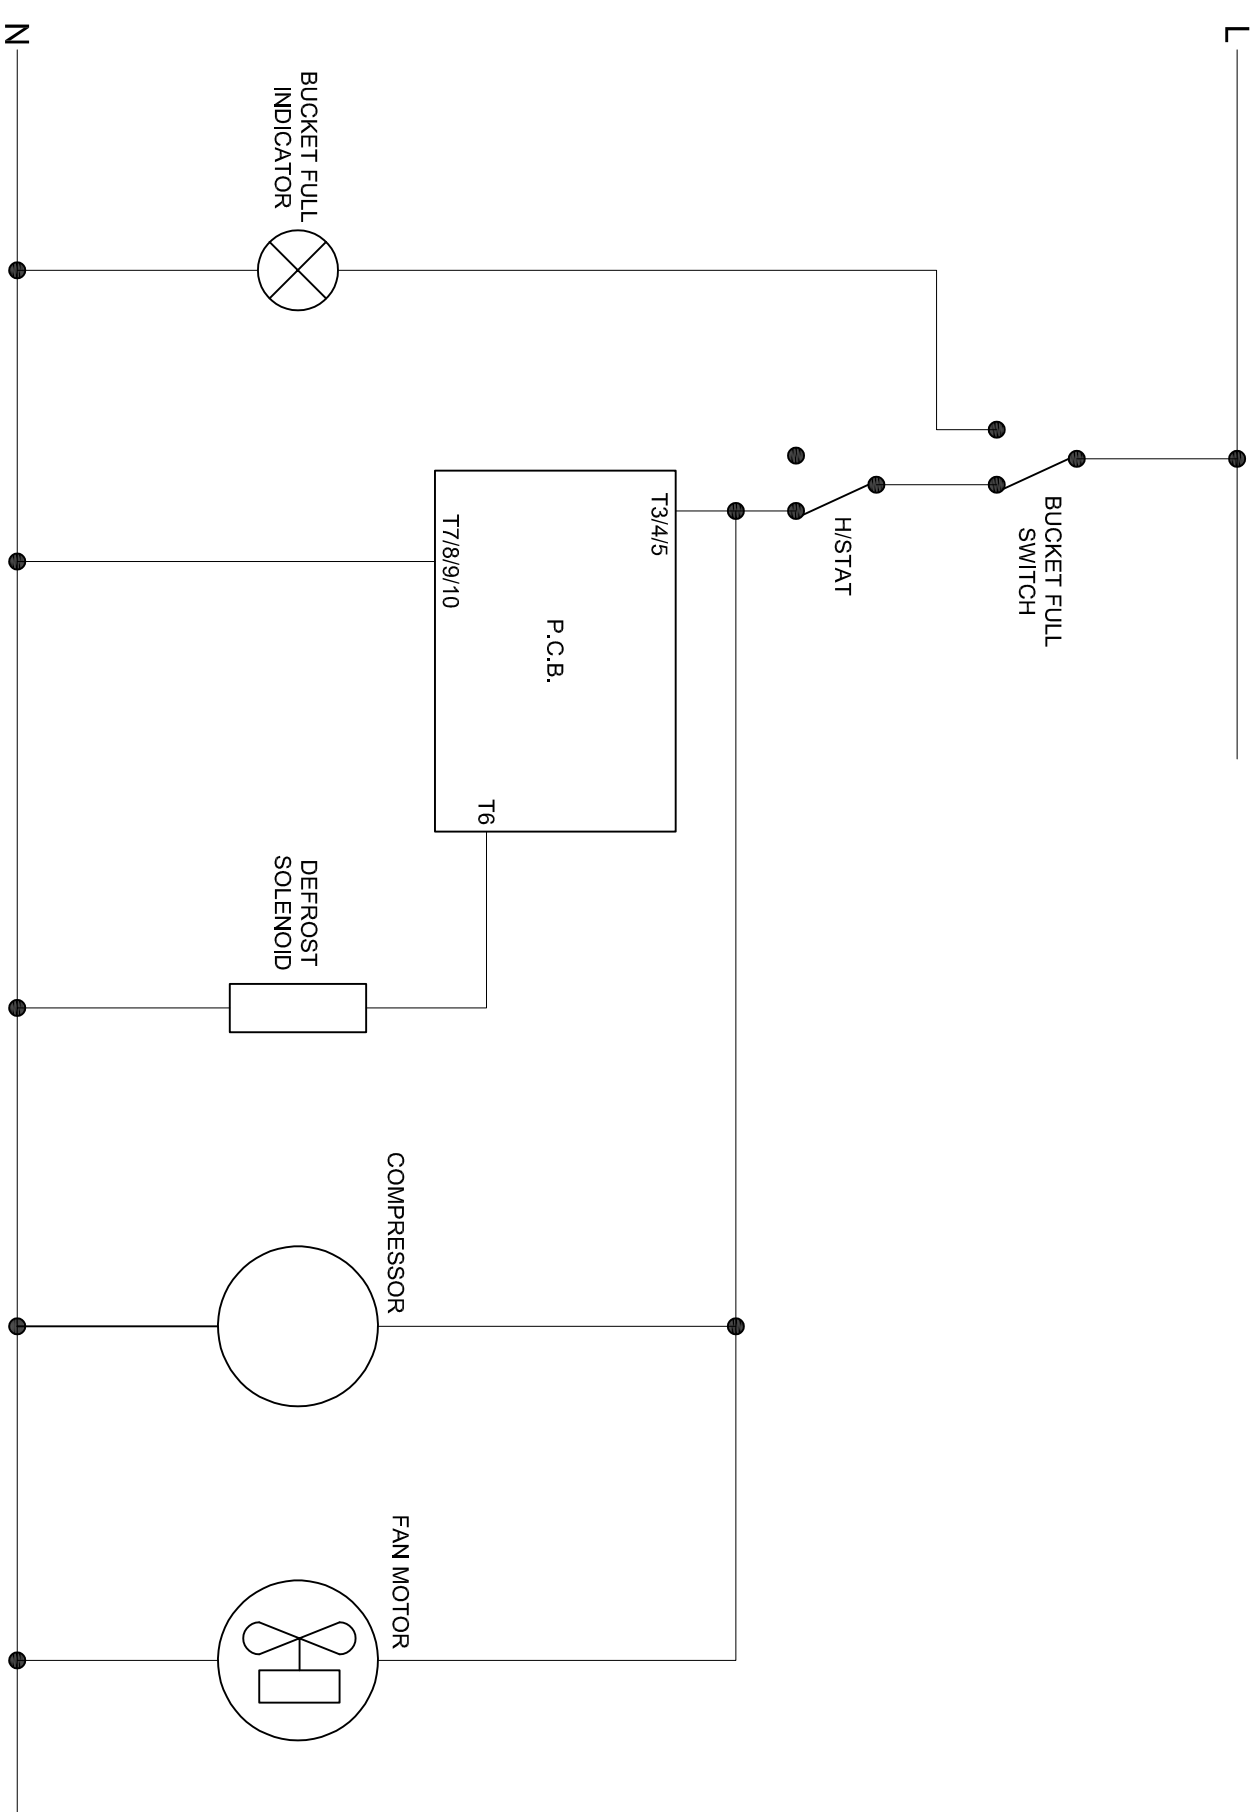 L
N
BUCKET FULL
SWITCH
H/STAT
BUCKET FULL
INDICATOR
T3/4/5
P.C.B.
T7/8/9/10
T6
DEFROST
SOLENOID
COMPRESSOR
FAN MOTOR